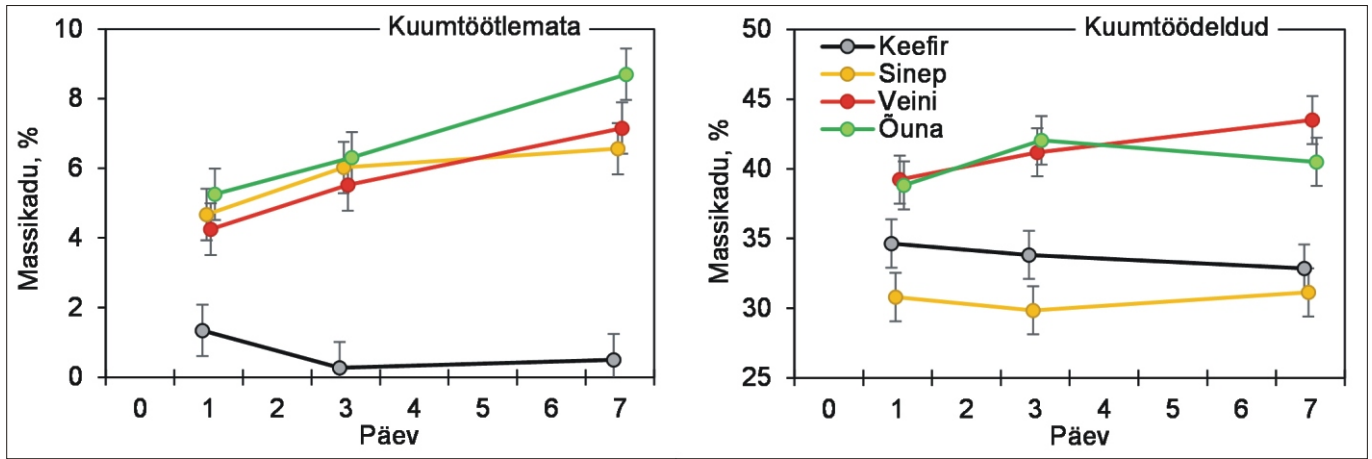 Kuumtöötlemata
10
8
6
4
2
0
Massikadu, %
0 1 2 3 4 5 6 7
Päev
Kuumtöödeldud
Keefir
Sinep
Veini
Õuna
50
45
40
35
30
25
Massikadu, %
0 1 2 3 4 5 6 7
Päev